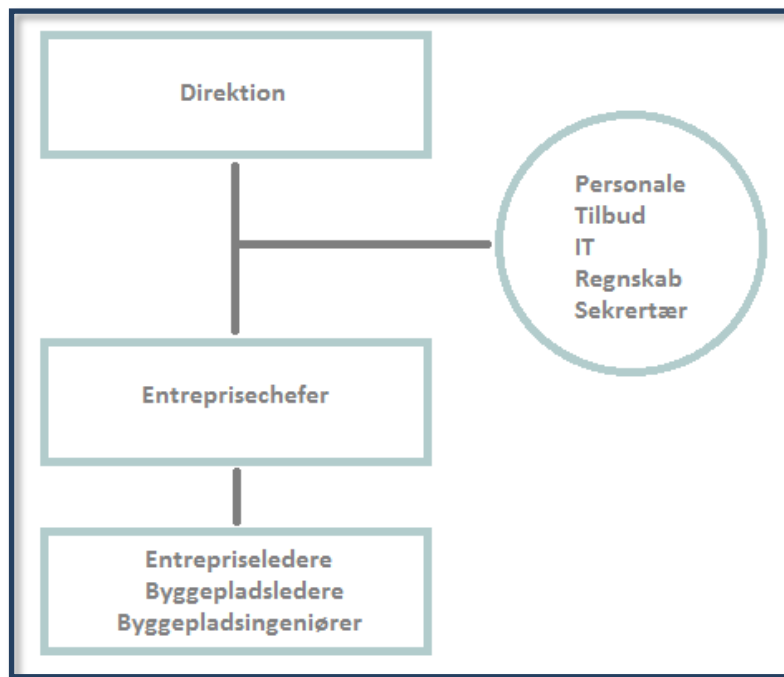 Direktion
Personale
Tilbud
IT
Regnskab
Sekrertær
Entreprisechefer
Entrepriseledere
Byggepladsledere
Byggepladsingeniører